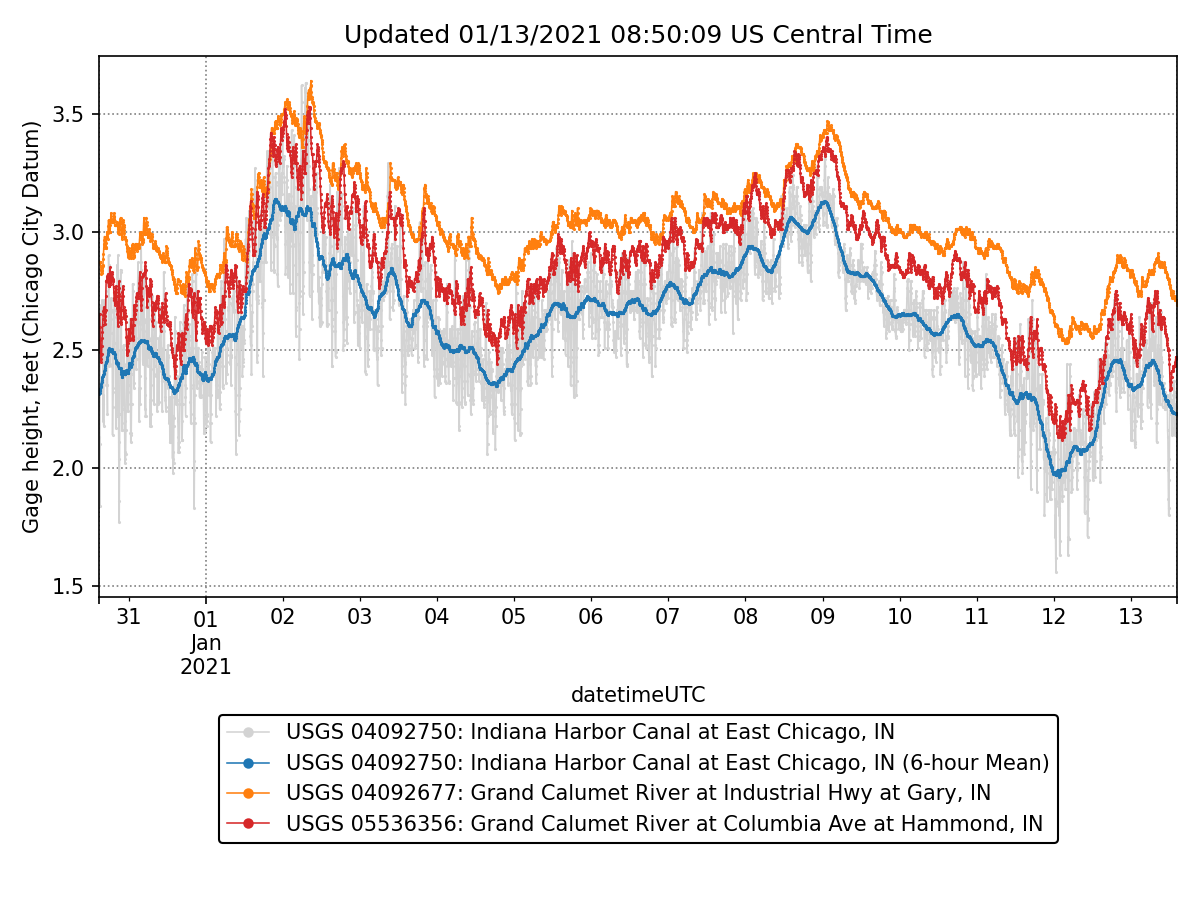 Updated 01/13/2021 08:50:09 US Central Time
Gage height, feet (Chicago City Datum)
3.5
3.0
2.5
2.0
1.5
31
01
Jan
2021
02
03
04
05
06
07
08
09
10
11
12
13
datetimeUTC
USGS 04092750: Indiana Harbor Canal at East Chicago, IN
USGS 04092750: Indiana Harbor Canal at East Chicago, IN (6-hour Mean)
USGS 04092677: Grand Calumet River at Industrial Hwy at Gary, IN
USGS 05536356: Grand Calumet River at Columbia Ave at Hammond, IN